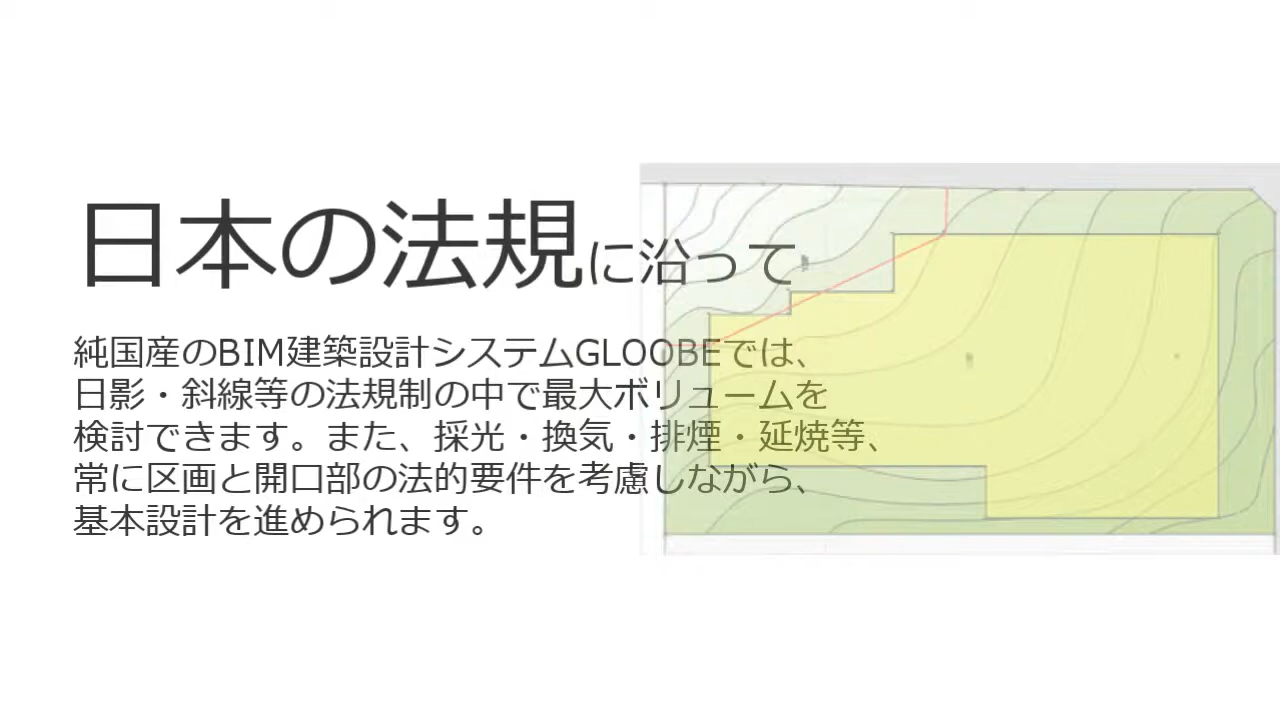 日本の法規に沿って
純国産のBIM建築設計システムGLOOBEでは、
日影・斜線等の法規制の中で最大ボリュームを
検討できます。また、採光・換気・排煙・延焼等、
常に区画と開口部の法的要件を考慮しながら、
基本設計を進められます。